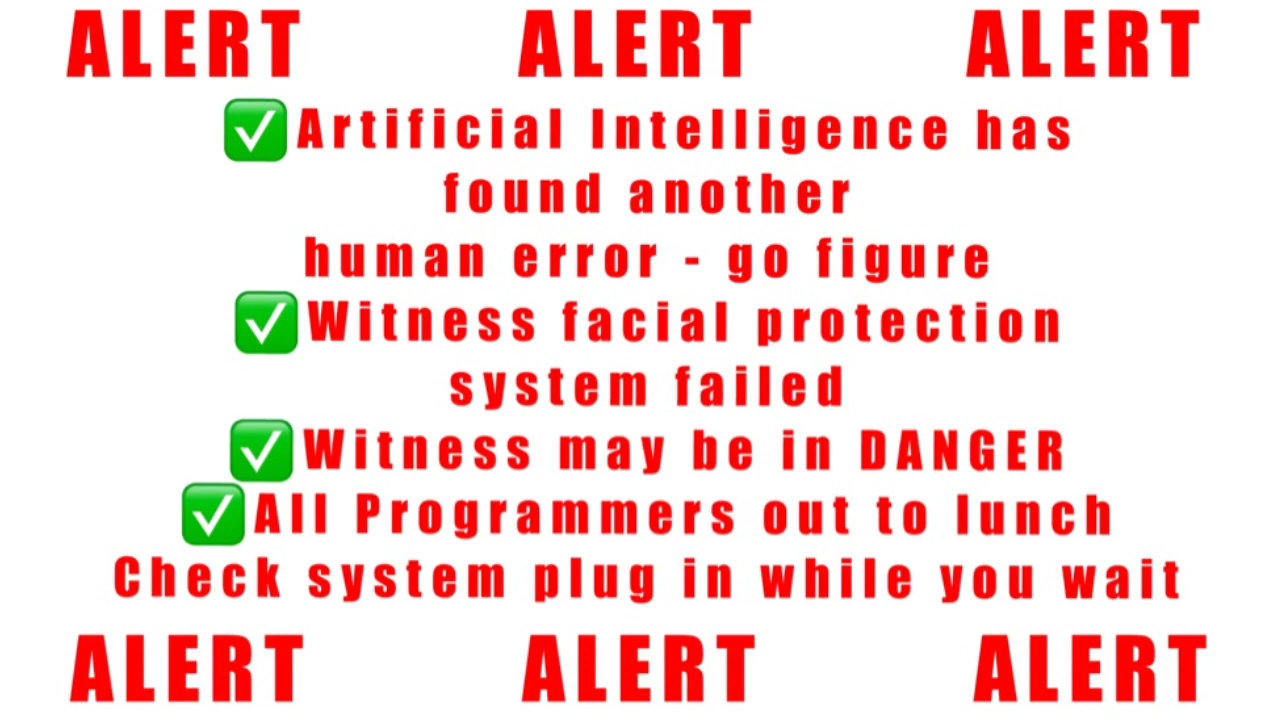 ALERT ALERT ALERT
✅Artificial Intelligence has
found another
human error - go figure
✅Witness facial protection
system failed
✅Witness may be in DANGER
✅All Programmers out to lunch
Check system plug in while you wait
ALERT ALERT ALERT